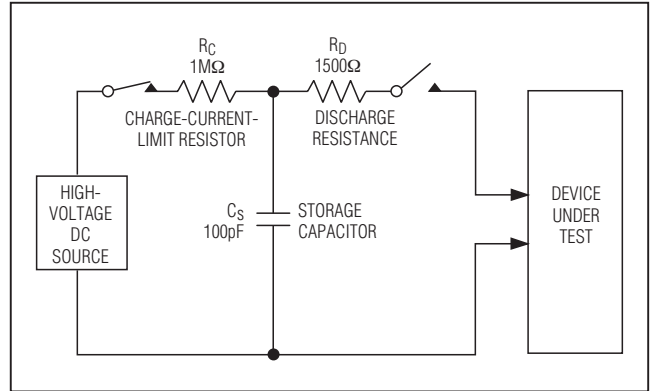 R_C
1MΩ
CHARGE-CURRENT-
LIMIT RESISTOR
R_D
1500Ω
DISCHARGE
RESISTANCE
HIGH-
VOLTAGE
DC
SOURCE
C_S
100pF
STORAGE
CAPACITOR
DEVICE
UNDER
TEST